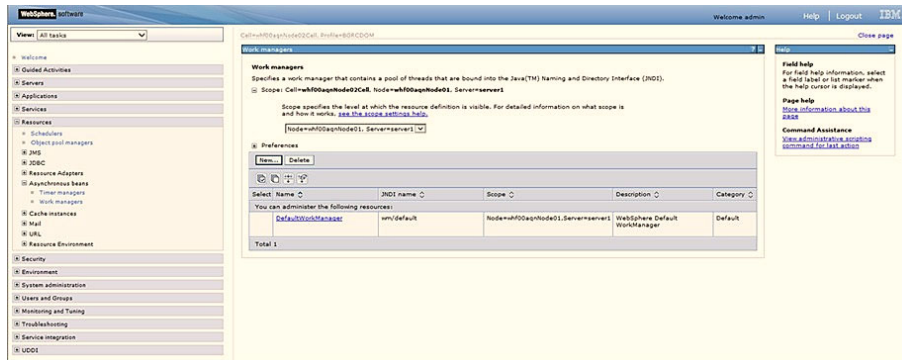 WebSphere. software
Welcome admin
Help | Logout
IBM
View: All tasks
Cell=whf00aqnNode02Cell, Profile=BORCDOM
Close page
Welcome
Guided Activities
Servers
Applications
Services
Resources
Schedulers
Object pool managers
JMS
JDBC
Resource Adapters
Asynchronous beans
Timer managers
Work managers
Cache instances
Mail
URL
Resource Environment
Security
Environment
System administration
Users and Groups
Monitoring and Tuning
Troubleshooting
Service integration
UDDI
Work managers
Work managers
Specifies a work manager that contains a pool of threads that are bound into the Java(TM) Naming and Directory Interface (JNDI).
Scope: Cell=whf00aqnNode02Cell, Node=whf00aqnNode01, Server=server1
Scope specifies the level at which the resource definition is visible. For detailed information on what scope is
and how it works, see the scope settings help.
Node=whf00aqnNode01, Server=server1
Preferences
New... Delete
Select Name JNDI name Scope Description Category
You can administer the following resources:
DefaultWorkManager wm/default Node=whf00aqnNode01,Server=server1 WebSphere Default Default
WorkManager
Total 1
Help
Field help
For field help information, select
a field label or list marker when
the help cursor is displayed.
Page help
More information about this
page
Command Assistance
View administrative scripting
command for last action